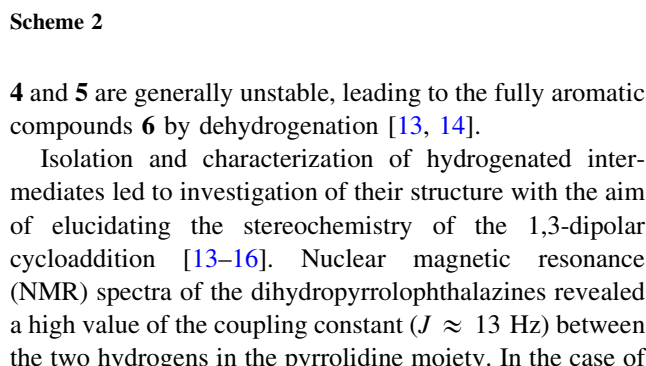 Scheme 2
4 and 5 are generally unstable, leading to the fully aromatic
compounds 6 by dehydrogenation [13, 14].
Isolation and characterization of hydrogenated inter-
mediates led to investigation of their structure with the aim
of elucidating the stereochemistry of the 1,3-dipolar
cycloaddition [13–16]. Nuclear magnetic resonance
(NMR) spectra of the dihydropyrrolophthalazines revealed
a high value of the coupling constant (J ≈ 13 Hz) between
the two hydrogens in the pyrrolidine moiety. In the case of